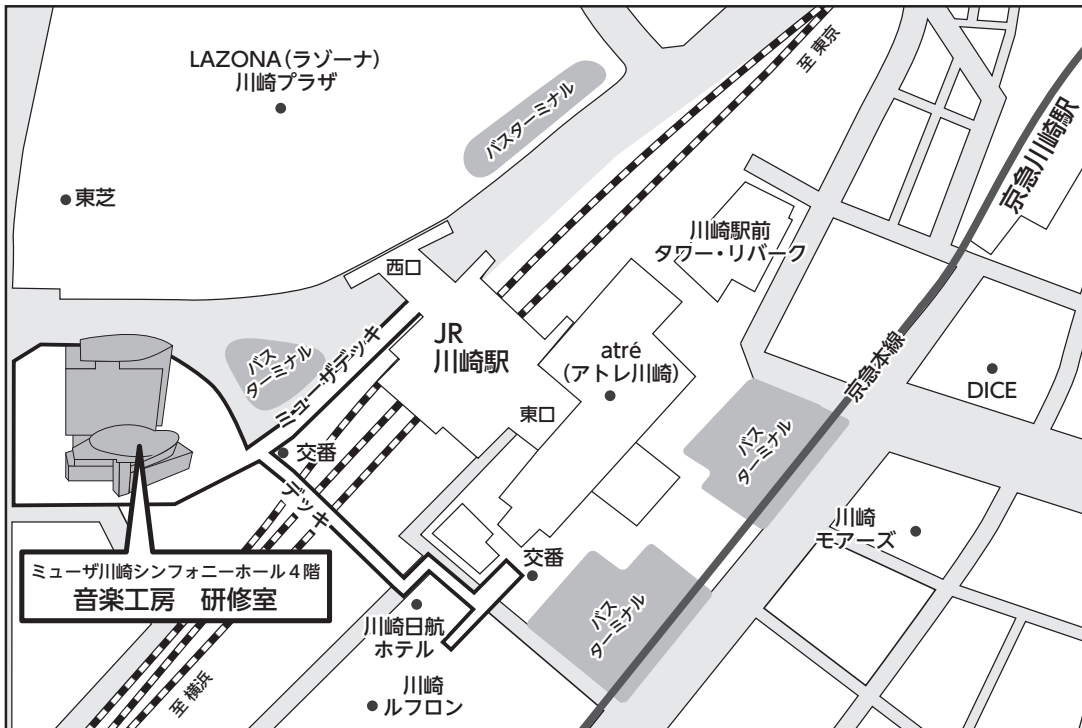 LAZONA(ラゾーナ)
川崎プラザ
バスターミナル
至 東京
京急川崎駅
東芝
川崎駅前
タワー・リバーク
西口
JR
川崎駅
atré
(アトレ川崎)
京急本線
DICE
バス
ターミナル
ミューザデッキ
東口
交番
バス
ターミナル
デッキ
川崎
モアーズ
ミューザ川崎シンフォニーホール4階
音楽工房 研修室
交番
バス
ターミナル
川崎日航
ホテル
至 横浜
川崎
ルフロン